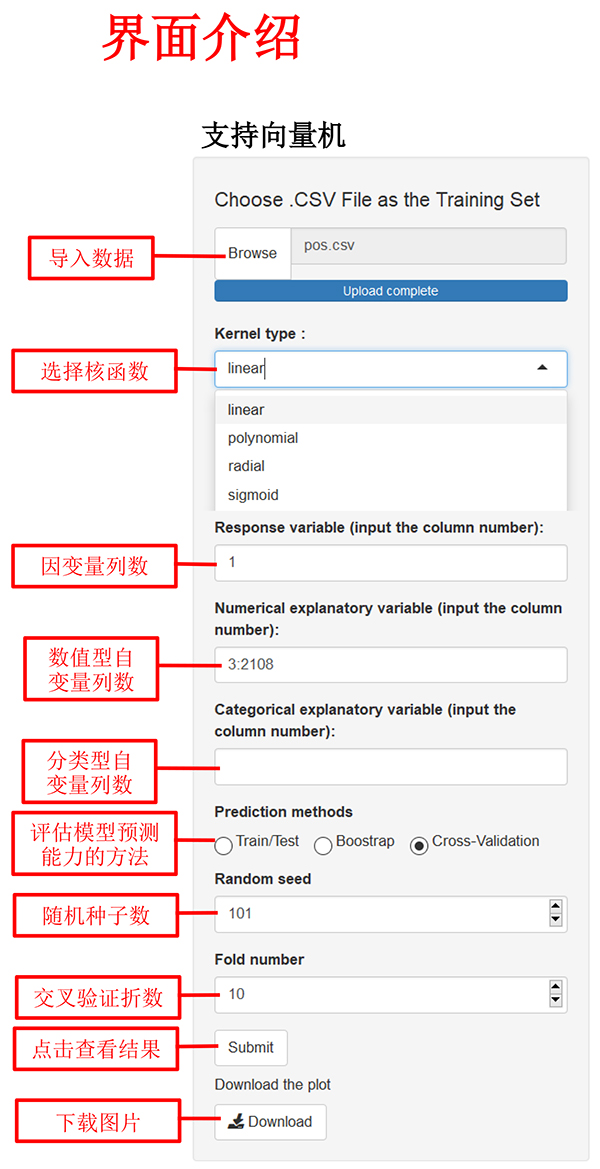 界面介绍
支持向量机
Choose .CSV File as the Training Set
导入数据
Browse
pos.csv
Upload complete
Kernel type :
选择核函数
linear
linear
polynomial
radial
sigmoid
Response variable (input the column number):
因变量列数
1
Numerical explanatory variable (input the column
number):
数值型自
变量列数
3:2108
Categorical explanatory variable (input the
column number):
分类型自
变量列数
Prediction methods
评估模型预测
能力的方法
Train/Test
Boostrap
Cross-Validation
Random seed
随机种子数
101
Fold number
交叉验证折数
10
点击查看结果
Submit
Download the plot
下载图片
Download